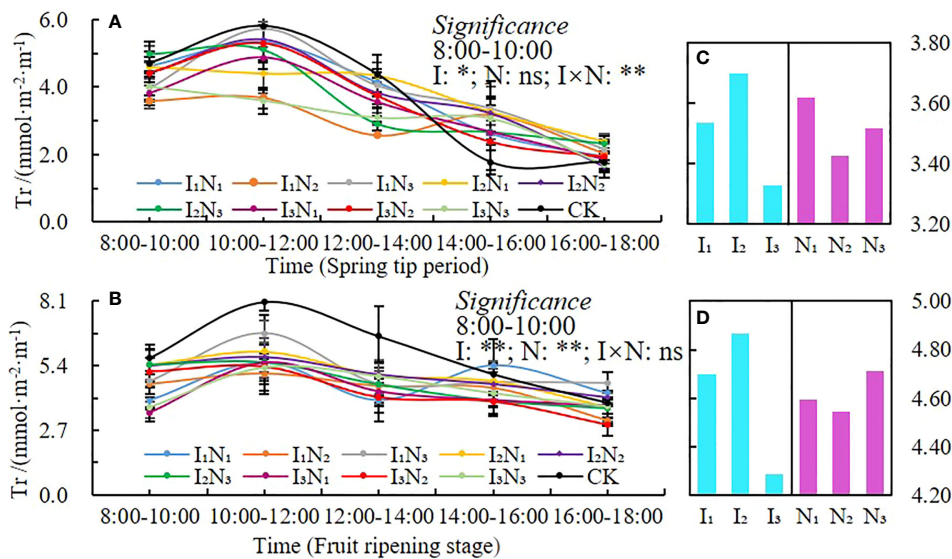 A
Significance
8:00-10:00
I: *; N: ns; I×N: **
Tr /(mmol·m⁻²·m⁻¹)
6.0
4.0
2.0
0.0
I₁N₁ I₁N₂ I₁N₃ I₂N₁ I₂N₂
I₂N₃ I₃N₁ I₃N₂ I₃N₃ CK
8:00-10:00 10:00-12:00 12:00-14:00 14:00-16:00 16:00-18:00
Time (Spring tip period)
C
3.80
3.60
3.40
3.20
I₁ I₂ I₃ N₁ N₂ N₃
B
Significance
8:00-10:00
I: **; N: **, I×N: ns
Tr /(mmol·m⁻²·m⁻¹)
8.1
5.4
2.7
0.0
I₁N₁ I₁N₂ I₁N₃ I₂N₁ I₂N₂
I₂N₃ I₃N₁ I₃N₂ I₃N₃ CK
8:00-10:00 10:00-12:00 12:00-14:00 14:00-16:00 16:00-18:00
Time (Fruit ripening stage)
D
5.00
4.80
4.60
4.40
4.20
I₁ I₂ I₃ N₁ N₂ N₃